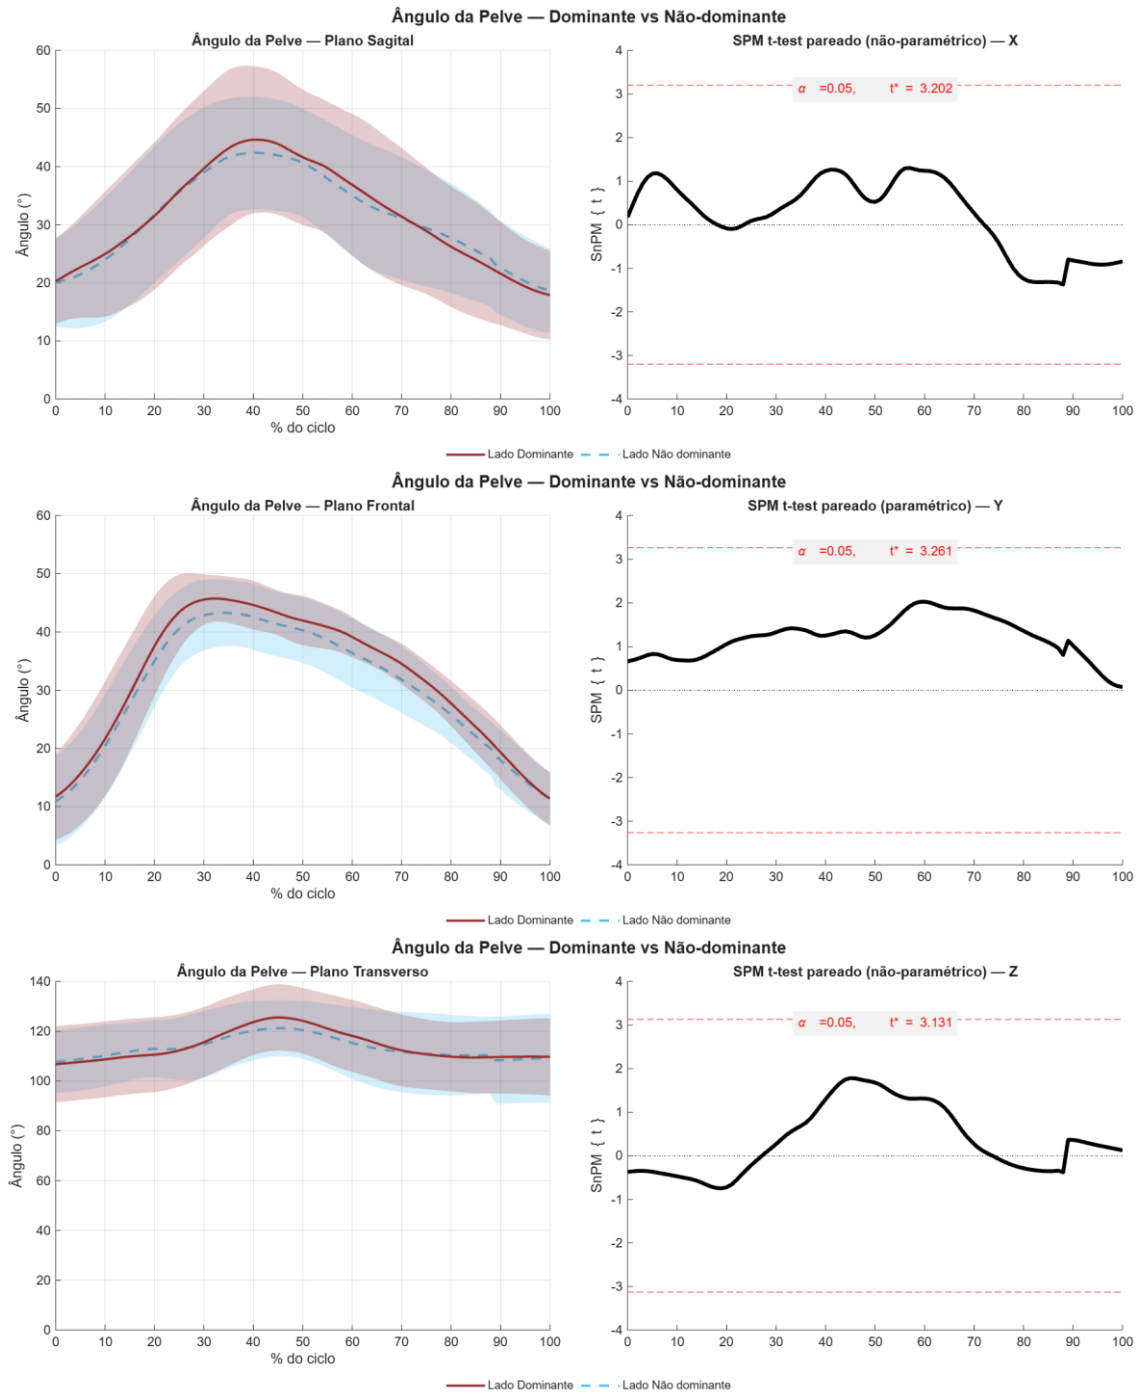 Ângulo da Pelve — Dominante vs Não-dominante
Ângulo da Pelve — Plano Sagital
SPM t-test pareado (não-paramétrico) — X
60
50
40
30
20
10
0
Ângulo (°)
0 10 20 30 40 50 60 70 80 90 100
% do ciclo
4
3
2
1
0
-1
-2
-3
-4
SnPM { t }
α =0.05, t* = 3.202
0 10 20 30 40 50 60 70 80 90 100
Lado Dominante
Lado Não dominante
Ângulo da Pelve — Dominante vs Não-dominante
Ângulo da Pelve — Plano Frontal
SPM t-test pareado (paramétrico) — Y
60
50
40
30
20
10
0
Ângulo (°)
0 10 20 30 40 50 60 70 80 90 100
% do ciclo
4
3
2
1
0
-1
-2
-3
-4
SPM { t }
α =0.05, t* = 3.261
0 10 20 30 40 50 60 70 80 90 100
Lado Dominante
Lado Não dominante
Ângulo da Pelve — Dominante vs Não-dominante
Ângulo da Pelve — Plano Transverso
SPM t-test pareado (não-paramétrico) — Z
140
120
100
80
60
40
20
0
Ângulo (°)
0 10 20 30 40 50 60 70 80 90 100
% do ciclo
4
3
2
1
0
-1
-2
-3
-4
SnPM { t }
α =0.05, t* = 3.131
0 10 20 30 40 50 60 70 80 90 100
Lado Dominante
Lado Não dominante